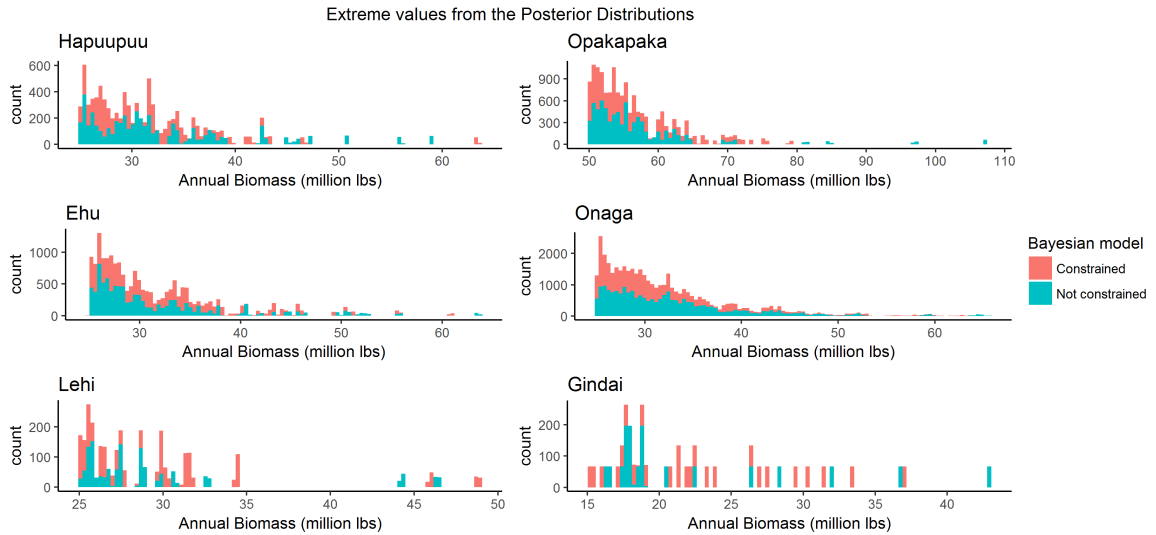 Extreme values from the Posterior Distributions
Hapuupuu
600
400
200
0
count
30
40
50
60
Annual Biomass (million lbs)
Opakapaka
900
600
300
0
count
50
60
70
80
90
100
110
Annual Biomass (million lbs)
Ehu
1000
500
0
count
30
40
50
60
Annual Biomass (million lbs)
Onaga
2000
1000
0
count
30
40
50
60
Annual Biomass (million lbs)
Bayesian model
Constrained
Not constrained
Lehi
200
100
0
count
25
30
35
40
45
50
Annual Biomass (million lbs)
Gindai
200
100
0
count
15
20
25
30
35
40
Annual Biomass (million lbs)